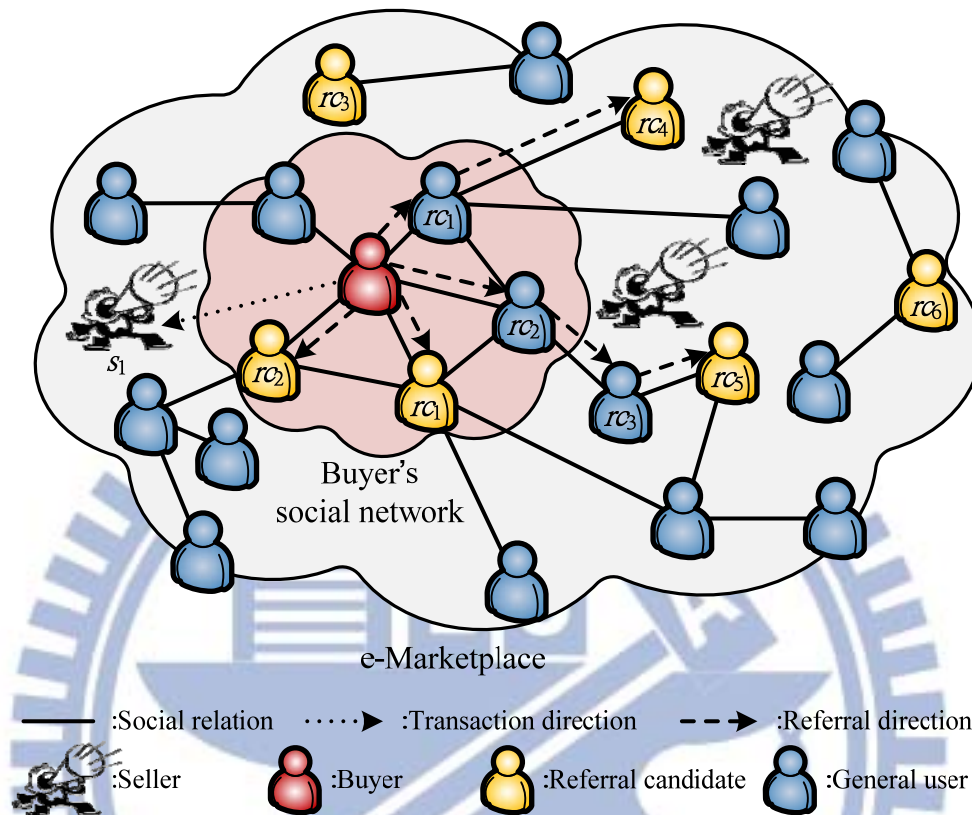 rc3
rc4
rc1
rc2
rc6
s1
rc2
rc1
rc3
rc5
Buyer's
social network
e-Marketplace
:Social relation
:Transaction direction
:Referral direction
:Seller
:Buyer
:Referral candidate
:General user